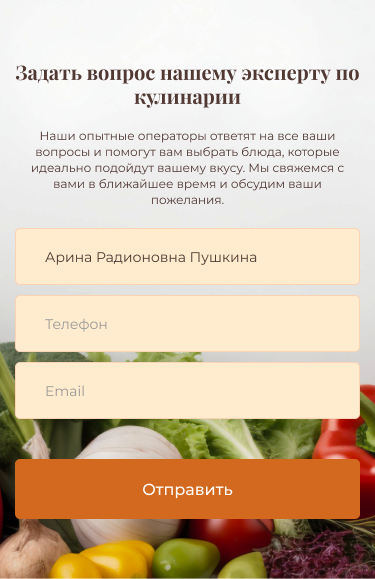 Задать вопрос нашему эксперту по
кулинарии
Наши опытные операторы ответят на все ваши
вопросы и помогут вам выбрать блюда, которые
идеально подойдут вашему вкусу. Мы свяжемся с
вами в ближайшее время и обсудим ваши
пожелания.
Арина Радионовна Пушкина
Телефон
Email
Отправить